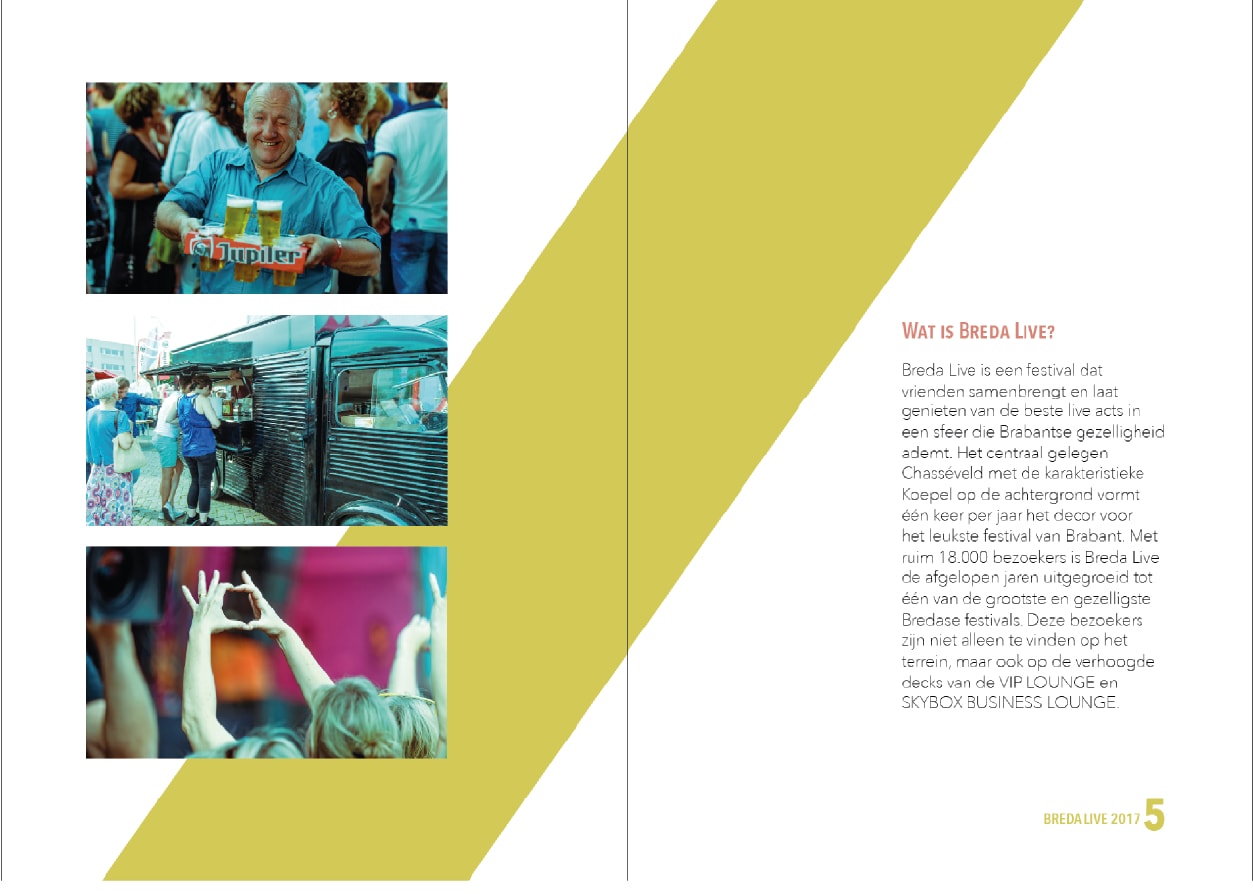 Jupiler
Wat is Breda Live?
Breda Live is een festival dat
vrienden samenbrengt en laat
genieten van de beste live acts in
een sfeer die Brabantse gezelligheid
ademt. Het centraal gelegen
Chasséveld met de karakteristieke
Koepel op de achtergrond vormt
één keer per jaar het decor voor
het leukste festival van Brabant. Met
ruim 18.000 bezoekers is Breda Live
de afgelopen jaren uitgegroeid tot
één van de grootste en gezelligste
Bredase festivals. Deze bezoekers
zijn niet alleen te vinden op het
terrein, maar ook op de verhoogde
decks van de VIP LOUNGE en
SKYBOX BUSINESS LOUNGE.
BREDA LIVE 2017 5